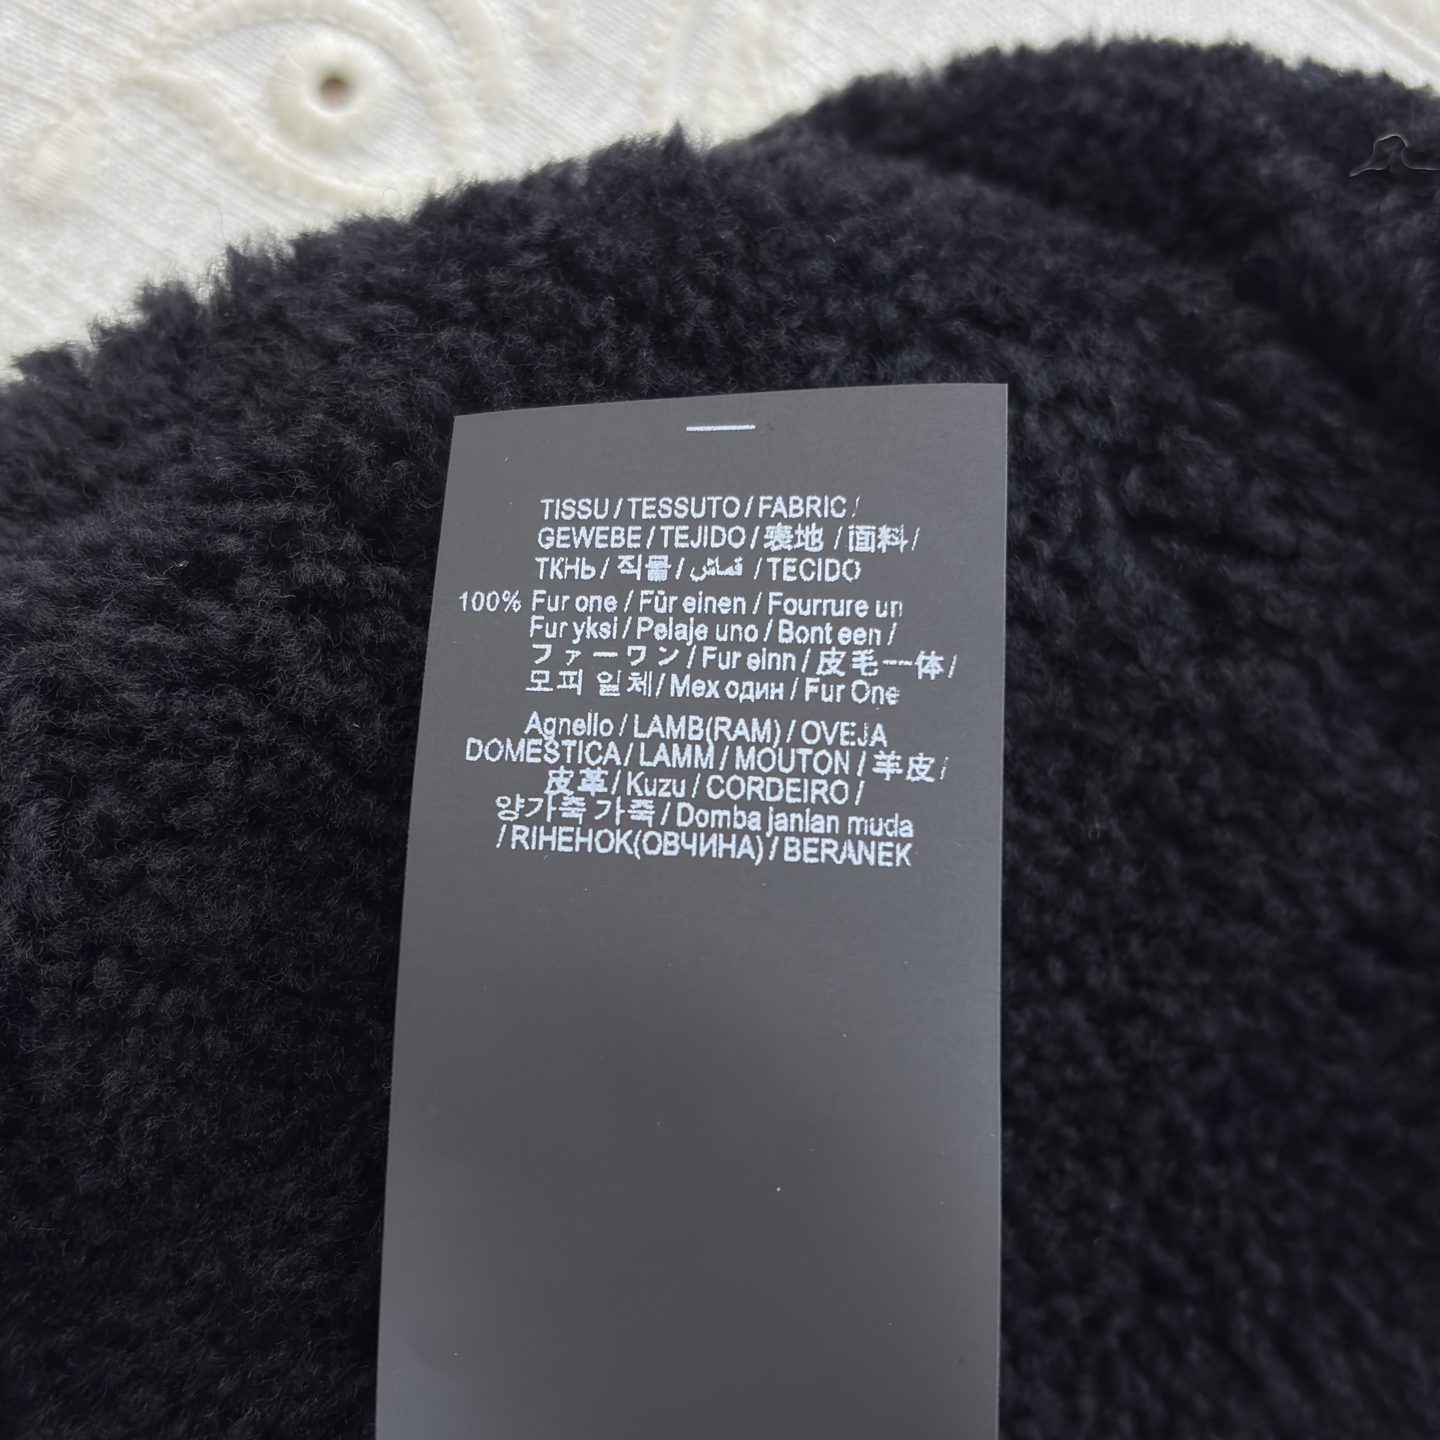 TISSU / TESSUTO / FABRIC /
GEWEBE / TEJIDO / 表地 / 面料 /
ТКНЬ / 직물 / قماش / TECIDO
100% Fur one / Für einen / Fourrure un
Fur yksi / Pelaje uno / Bont een /
ファーワン / Fur einn / 皮毛一体 /
모피 일체 / Мех один / Fur One
Agnello / LAMB(RAM) / OVEJA
DOMESTICA / LAMM / MOUTON / 羊皮 /
皮革 / Kuzu / CORDEIRO /
양가죽 가죽 / Domba janlan muda
/ RIHEHOK(ОВЧИНА) / BERANEK